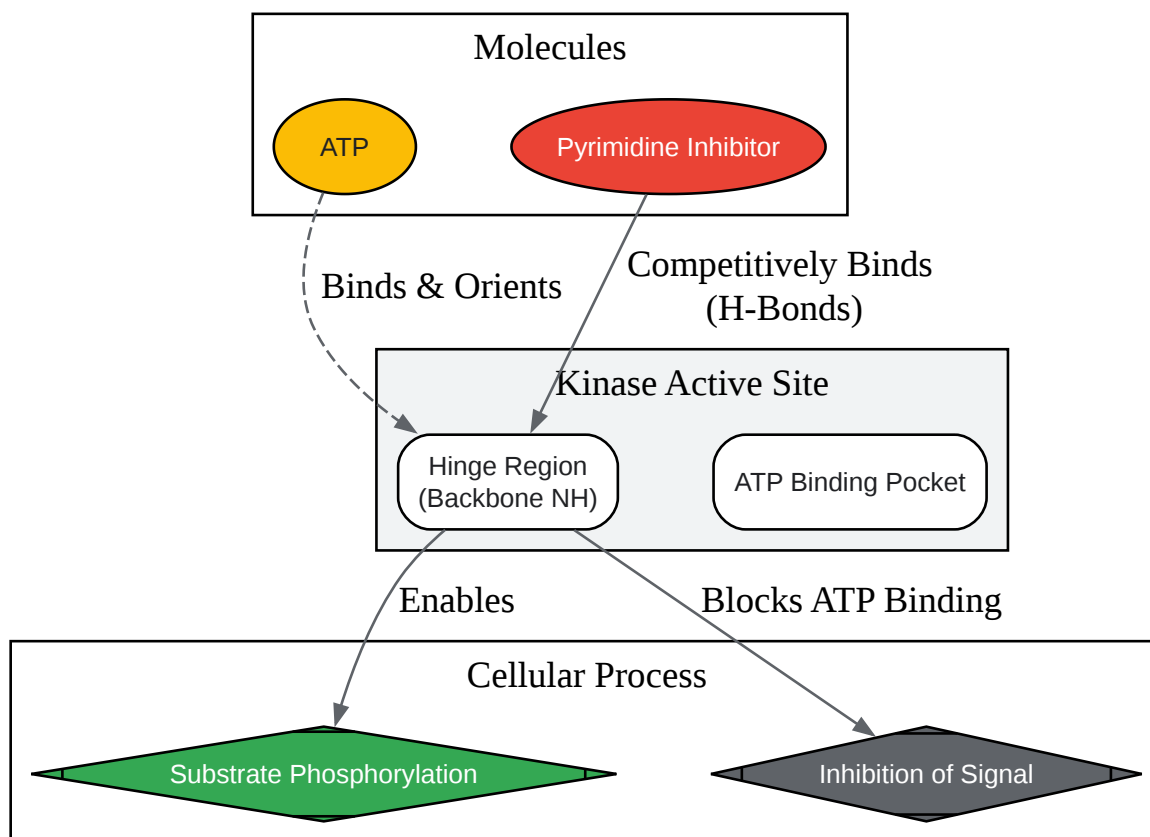 Molecules
ATP
Pyrimidine Inhibitor
Binds & Orients
Competitively Binds
(H-Bonds)
Kinase Active Site
Hinge Region
(Backbone NH)
ATP Binding Pocket
Enables
Blocks ATP Binding
Cellular Process
Substrate Phosphorylation
Inhibition of Signal